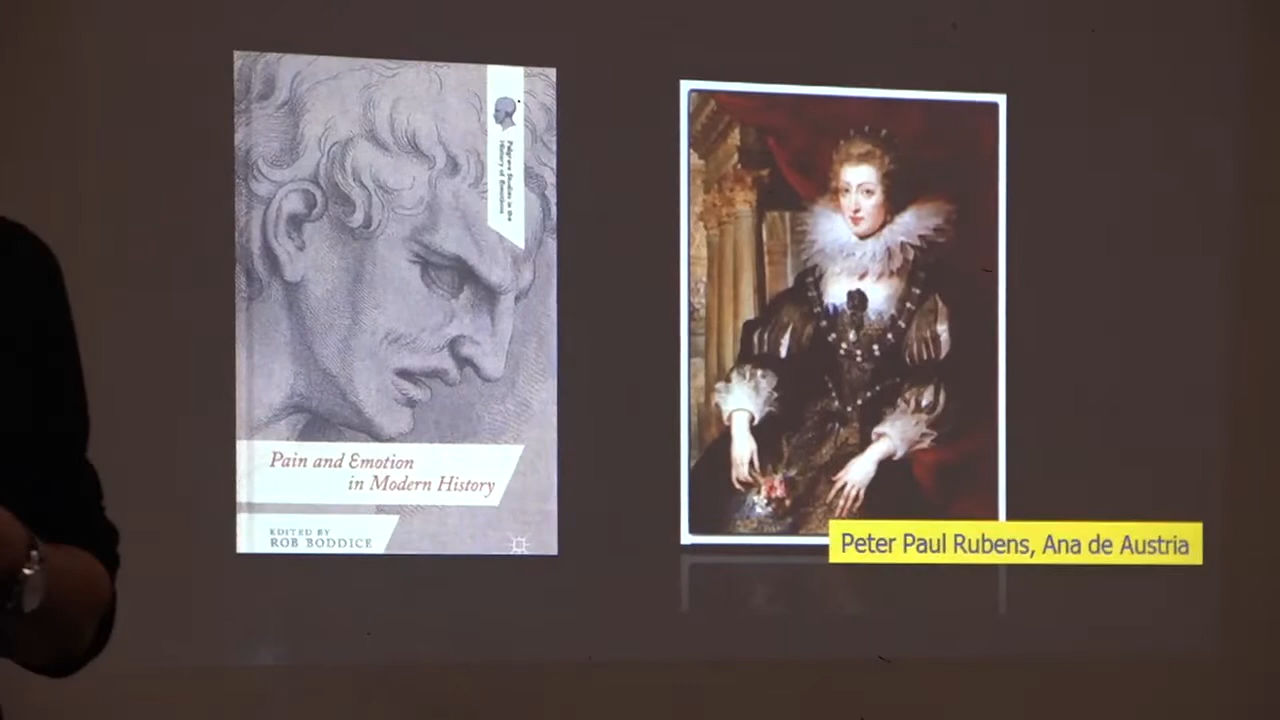 Palgrave Studies in the
History of Emotions
Pain and Emotion
in Modern History
EDITED BY
ROB BODDICE
Peter Paul Rubens, Ana de Austria